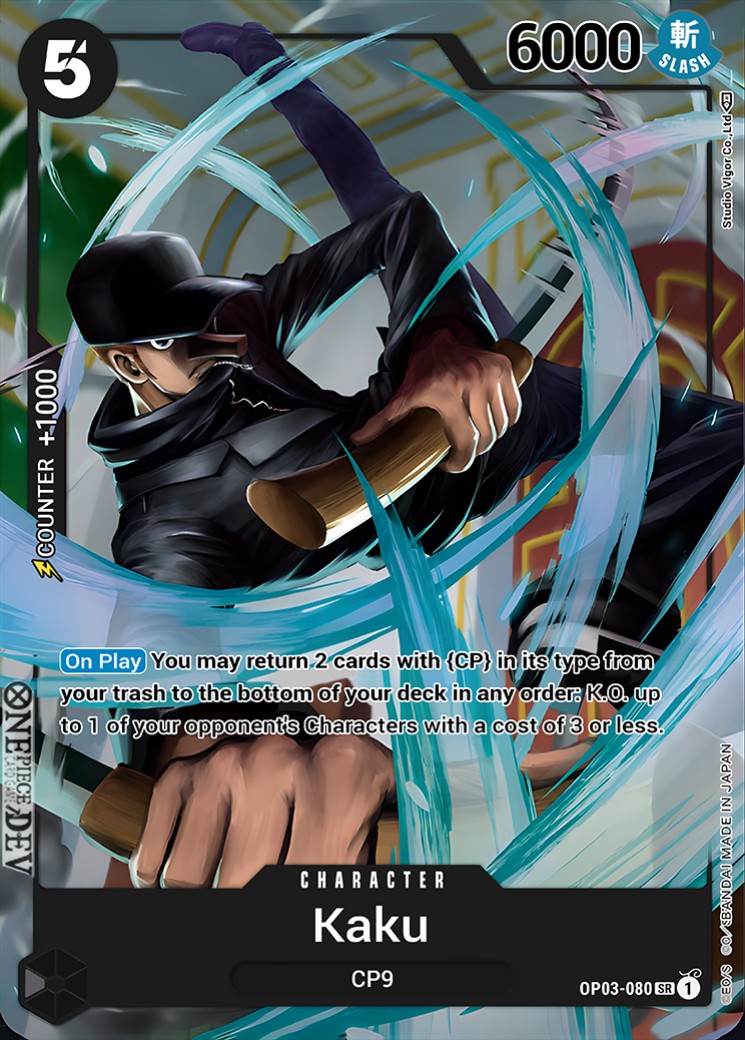 5
6000
斬
SLASH
Studio Vigor Co.,Ltd
COUNTER +1000
On Play You may return 2 cards with {CP} in its type from
your trash to the bottom of your deck in any order: K.O. up
to 1 of your opponent's Characters with a cost of 3 or less.
ONE PIECE
CARD GAME
DEV
CHARACTER
Kaku
CP9
OP03-080 SR 1
BANDAI MADE IN JAPAN